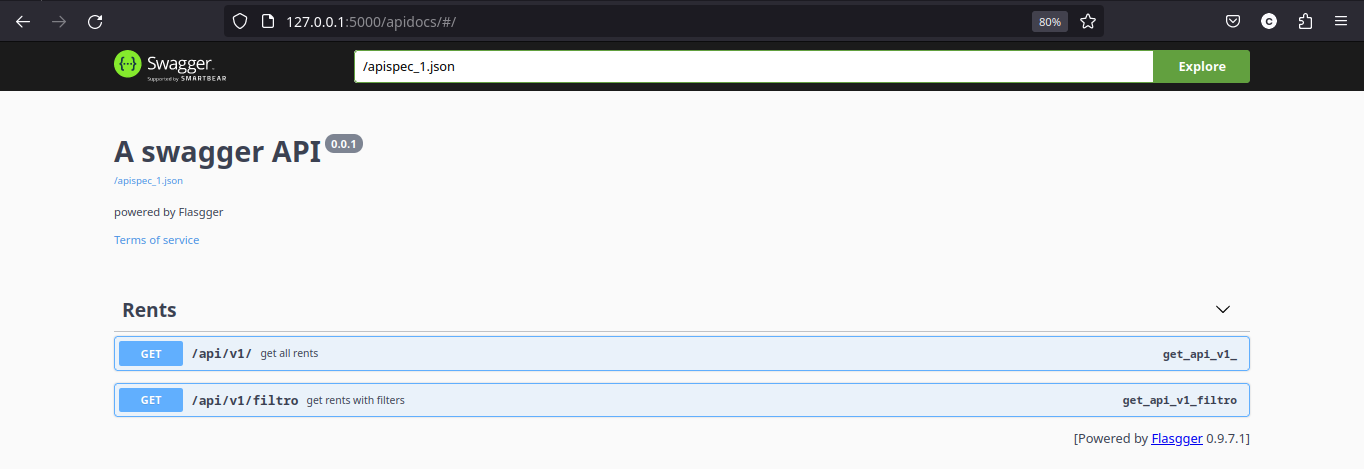 127.0.0.1:5000/apidocs/#/
80%
C
{···} Swagger.
Supported by SMARTBEAR
/apispec_1.json
Explore
A swagger API 0.0.1
/apispec_1.json
powered by Flasgger
Terms of service
Rents
GET /api/v1/ get all rents get_api_v1_
GET /api/v1/filtro get rents with filters get_api_v1_filtro
[Powered by Flasgger 0.9.7.1]